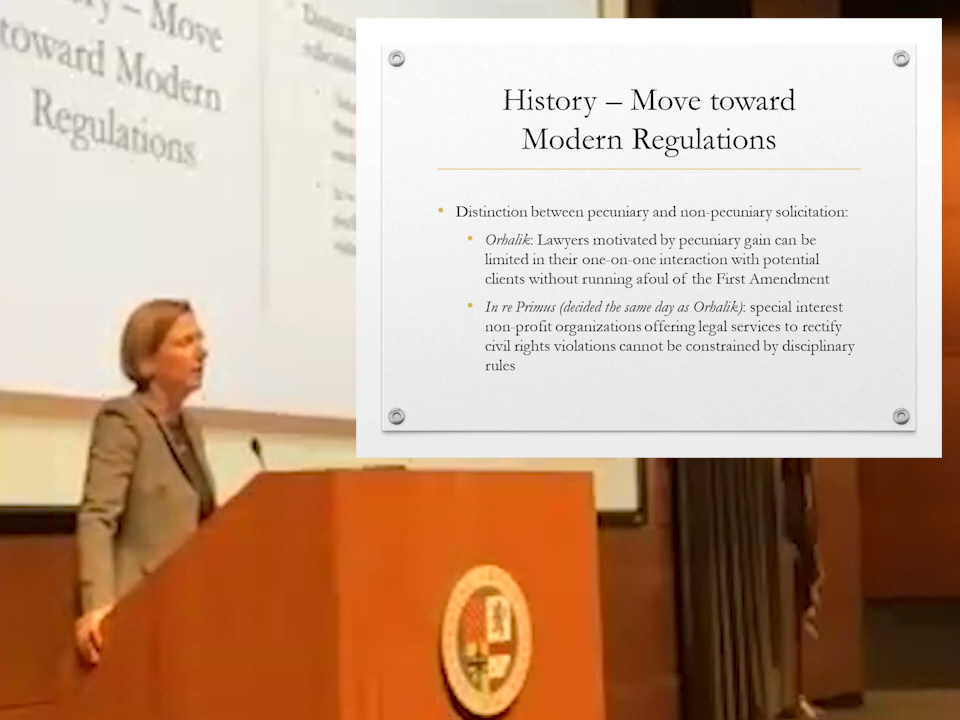 ry – Move
toward Modern
Regulations
History – Move toward
Modern Regulations
• Distinction between pecuniary and non-pecuniary solicitation:
• Orhalik: Lawyers motivated by pecuniary gain can be
limited in their one-on-one interaction with potential
clients without running afoul of the First Amendment
• In re Primus (decided the same day as Orhalik): special interest
non-profit organizations offering legal services to rectify
civil rights violations cannot be constrained by disciplinary
rules